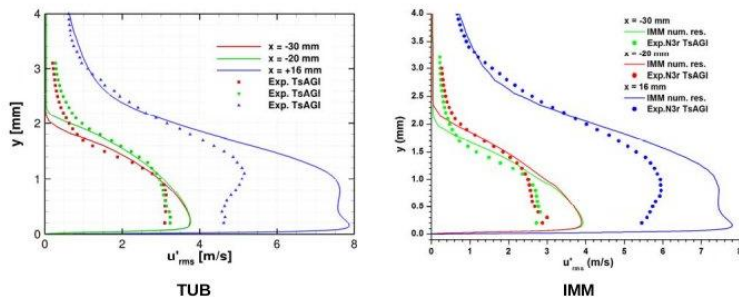 4
3
2
1
0
y [mm]
x = -30 mm
x = -20 mm
x = +16 mm
Exp. TsAGI
Exp. TsAGI
Exp. TsAGI
0 2 4 6 8
u'rms [m/s]
TUB
4.0
3.5
3.0
2.5
2.0
1.5
1.0
0.5
0.0
y (mm)
x = -30 mm
IMM num. res.
Exp.N3r TsAGI
x = -20 mm
IMM num. res.
Exp.N3r TsAGI
x = 16 mm
IMM num. res.
Exp.N3r TsAGI
0 1 2 3 4 5 6 7 8
u'rms (m/s)
IMM